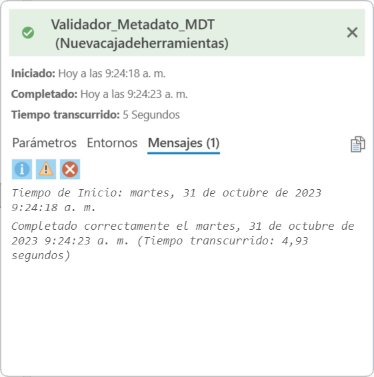 Validador_Metadato_MDT
(Nuevacajadeherramientas)
Iniciado: Hoy a las 9:24:18 a. m.
Completado: Hoy a las 9:24:23 a. m.
Tiempo transcurrido: 5 Segundos
Parámetros Entornos Mensajes (1)
Tiempo de Inicio: martes, 31 de octubre de 2023
9:24:18 a. m.
Completado correctamente el martes, 31 de octubre de
2023 9:24:23 a. m. (Tiempo transcurrido: 4,93
segundos)